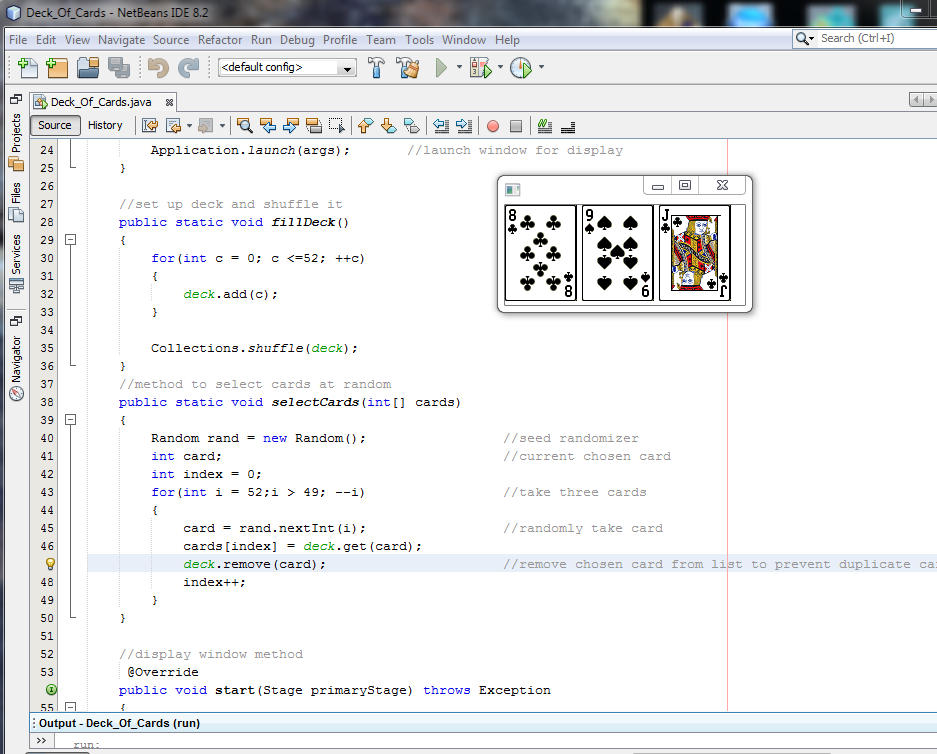 Deck_Of_Cards - NetBeans IDE 8.2
File Edit View Navigate Source Refactor Run Debug Profile Team Tools Window Help
Search (Ctrl+I)
<default config>
Deck_Of_Cards.java
Source History
Projects
Files
Services
Navigator
24 Application.launch(args); //launch window for display
25 }
26
27 //set up deck and shuffle it
28 public static void fillDeck()
29 {
30 for(int c = 0; c <=52; ++c)
31 {
32 deck.add(c);
33 }
34
35 Collections.shuffle(deck);
36 }
37 //method to select cards at random
38 public static void selectCards(int[] cards)
39 {
40 Random rand = new Random(); //seed randomizer
41 int card; //current chosen card
42 int index = 0;
43 for(int i = 52;i > 49; --i) //take three cards
44 {
45 card = rand.nextInt(i); //randomly take card
46 cards[index] = deck.get(card);
deck.remove(card); //remove chosen card from list to prevent duplicate ca
48 index++;
49 }
50 }
51
52 //display window method
53 @Override
public void start(Stage primaryStage) throws Exception
55 {
8 8
9 9
J J
Output - Deck_Of_Cards (run)
>> run: